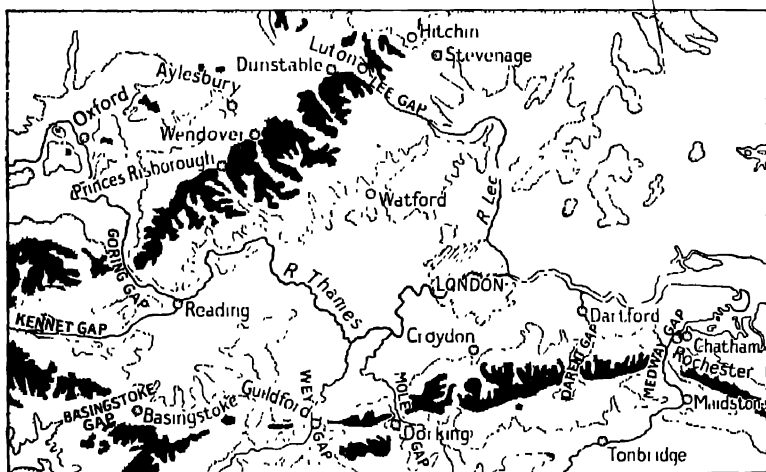 Hitchin
Luton
Stevenage
Dunstable
Aylesbury
LEE GAP
Oxford
Wendover
Princes Risborough
Watford
R Lee
GORING GAP
R Thames
LONDON
Reading
Dartford
KENNET GAP
Croydon
DARENT GAP
MEDWAY GAP
Chatham
Rochester
BASINGSTOKE GAP
Basingstoke
Guildford
WEY GAP
MOLE GAP
Dorking
Maidstone
Tonbridge